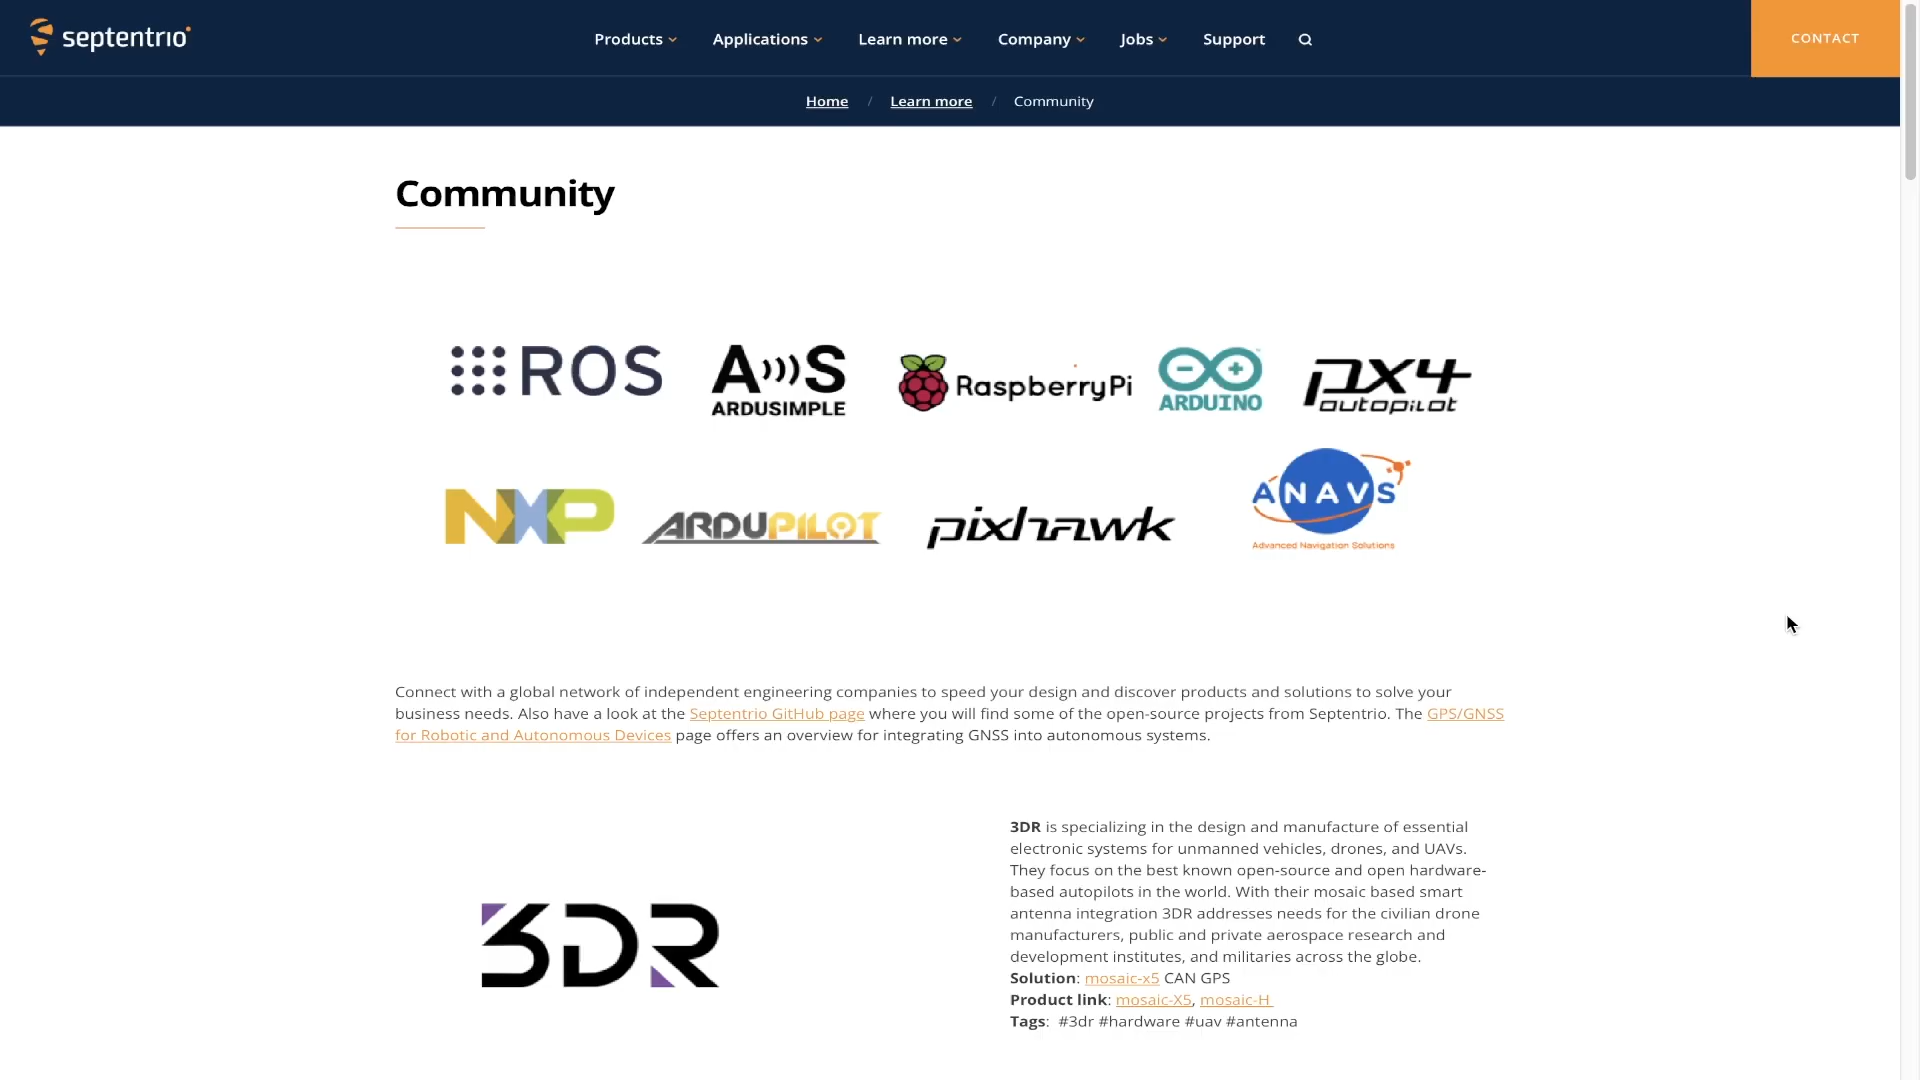 septentrio
Products
Applications
Learn more
Company
Jobs
Support
CONTACT
Home / Learn more / Community
Community
ROS
AS
ARDUSIMPLE
RaspberryPi
ARDUINO
px4
autopilot
NXP
ARDUPILOT
pixhawk
ANAVS
Advanced Navigation Solutions
Connect with a global network of independent engineering companies to speed your design and discover products and solutions to solve your
business needs. Also have a look at the Septentrio GitHub page where you will find some of the open-source projects from Septentrio. The GPS/GNSS
for Robotic and Autonomous Devices page offers an overview for integrating GNSS into autonomous systems.
3DR
3DR is specializing in the design and manufacture of essential
electronic systems for unmanned vehicles, drones, and UAVs.
They focus on the best known open-source and open hardware-
based autopilots in the world. With their mosaic based smart
antenna integration 3DR addresses needs for the civilian drone
manufacturers, public and private aerospace research and
development institutes, and militaries across the globe.
Solution: mosaic-x5 CAN GPS
Product link: mosaic-X5, mosaic-H
Tags: #3dr #hardware #uav #antenna